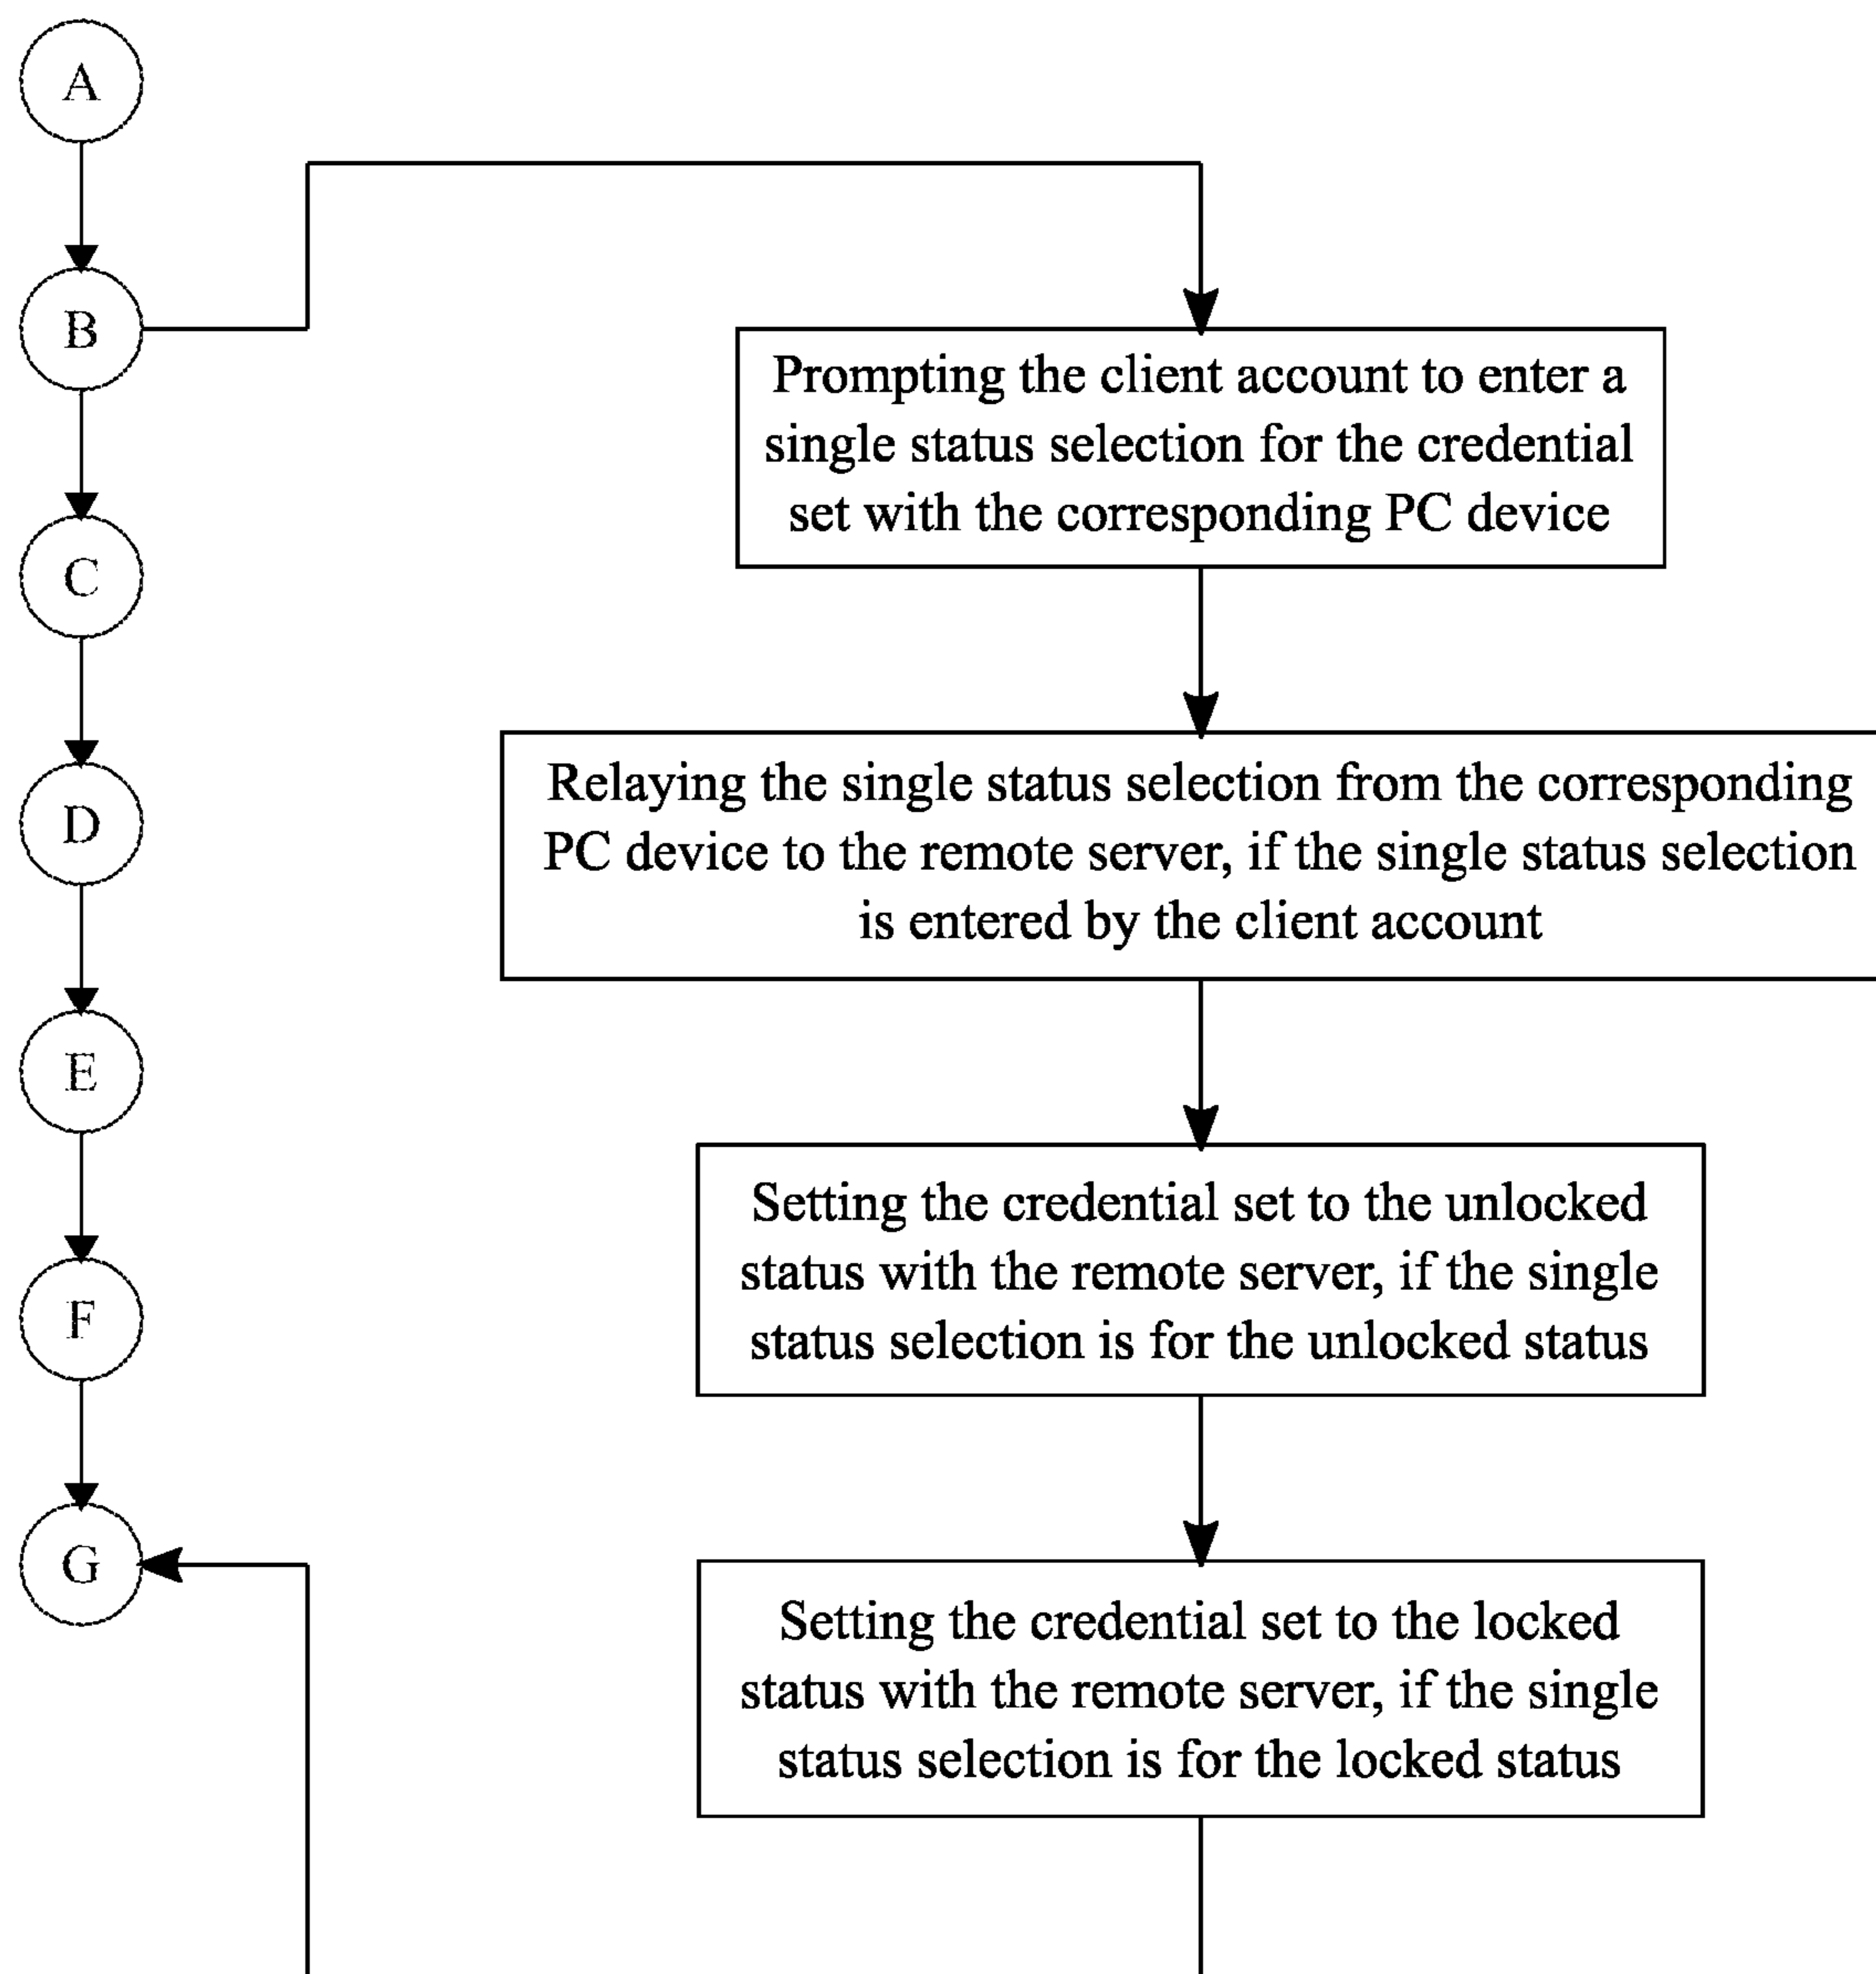 A
B
C
D
E
F
G
Prompting the client account to enter a
single status selection for the credential
set with the corresponding PC device
Relaying the single status selection from the corresponding
PC device to the remote server, if the single status selection
is entered by the client account
Setting the credential set to the unlocked
status with the remote server, if the single
status selection is for the unlocked status
Setting the credential set to the locked
status with the remote server, if the single
status selection is for the locked status